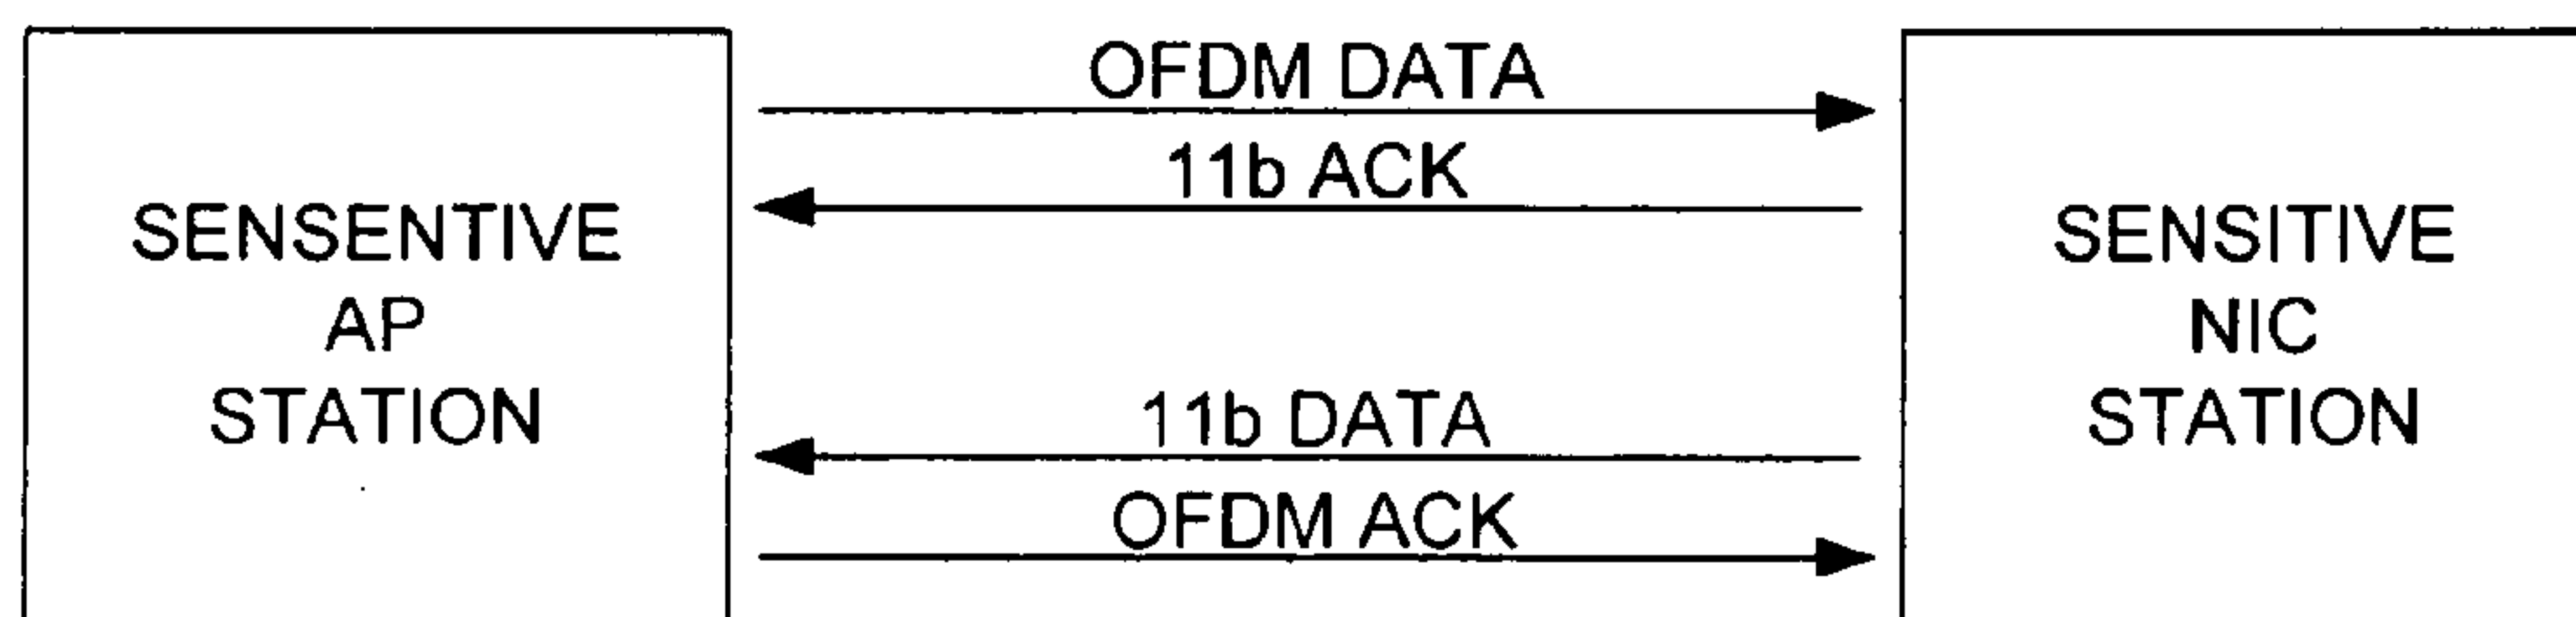 SENSENTIVE
AP
STATION
OFDM DATA
11b ACK
11b DATA
OFDM ACK
SENSITIVE
NIC
STATION